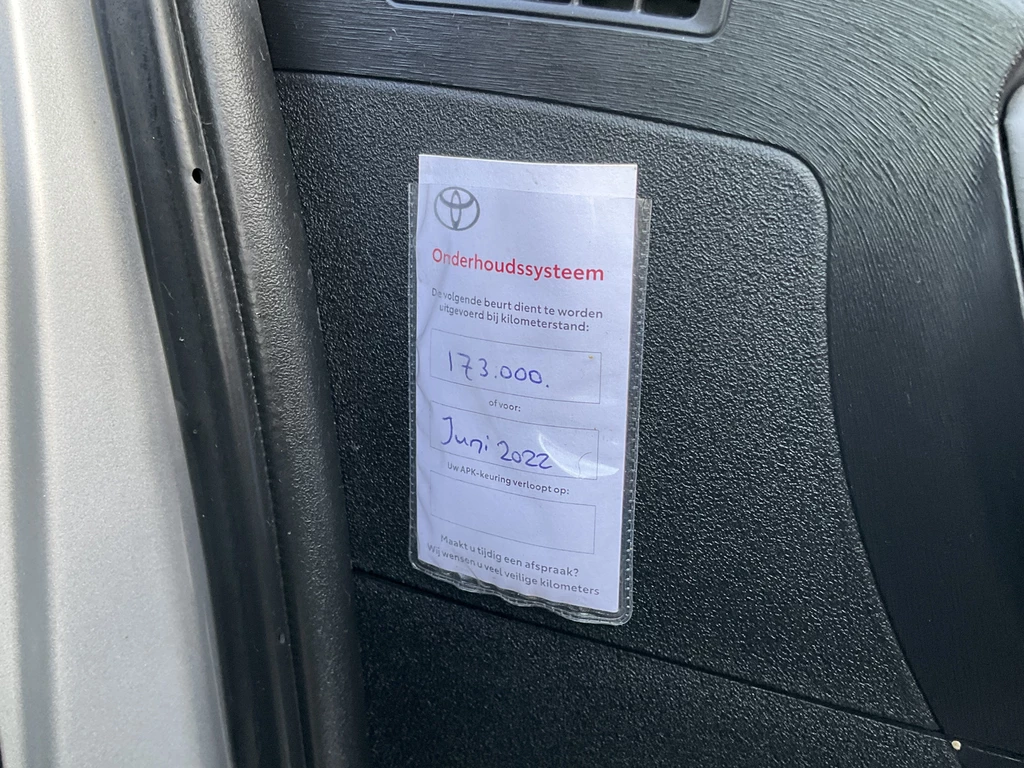 Onderhoudssysteem
De volgende beurt dient te worden
uitgevoerd bij kilometerstand:
173.000.
of voor:
Juni 2022
Uw APK-keuring verloopt op:
Maakt u tijdig een afspraak?
Wij wensen u veel veilige kilometers